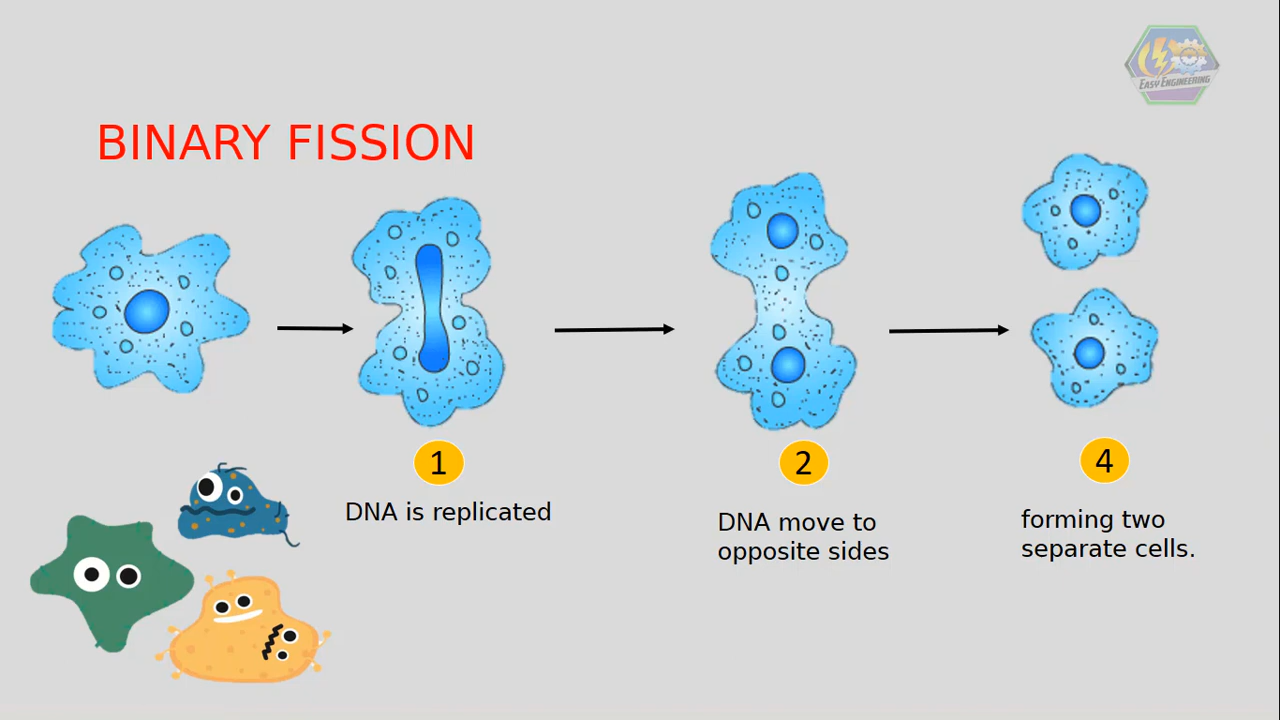 EASY ENGINEERING
BINARY FISSION
1
DNA is replicated
2
DNA move to
opposite sides
4
forming two
separate cells.